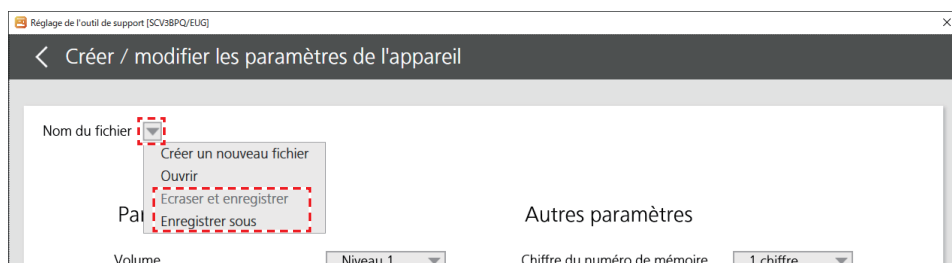 Réglage de l'outil de support [SCV3BPQ/EUG]
Créer / modifier les paramètres de l'appareil
Nom du fichier
Créer un nouveau fichier
Ouvrir
Ecraser et enregistrer
Enregistrer sous
Pa
Autres paramètres
Volume
Niveau 1
Chiffre du numéro de mémoire
1 chiffre